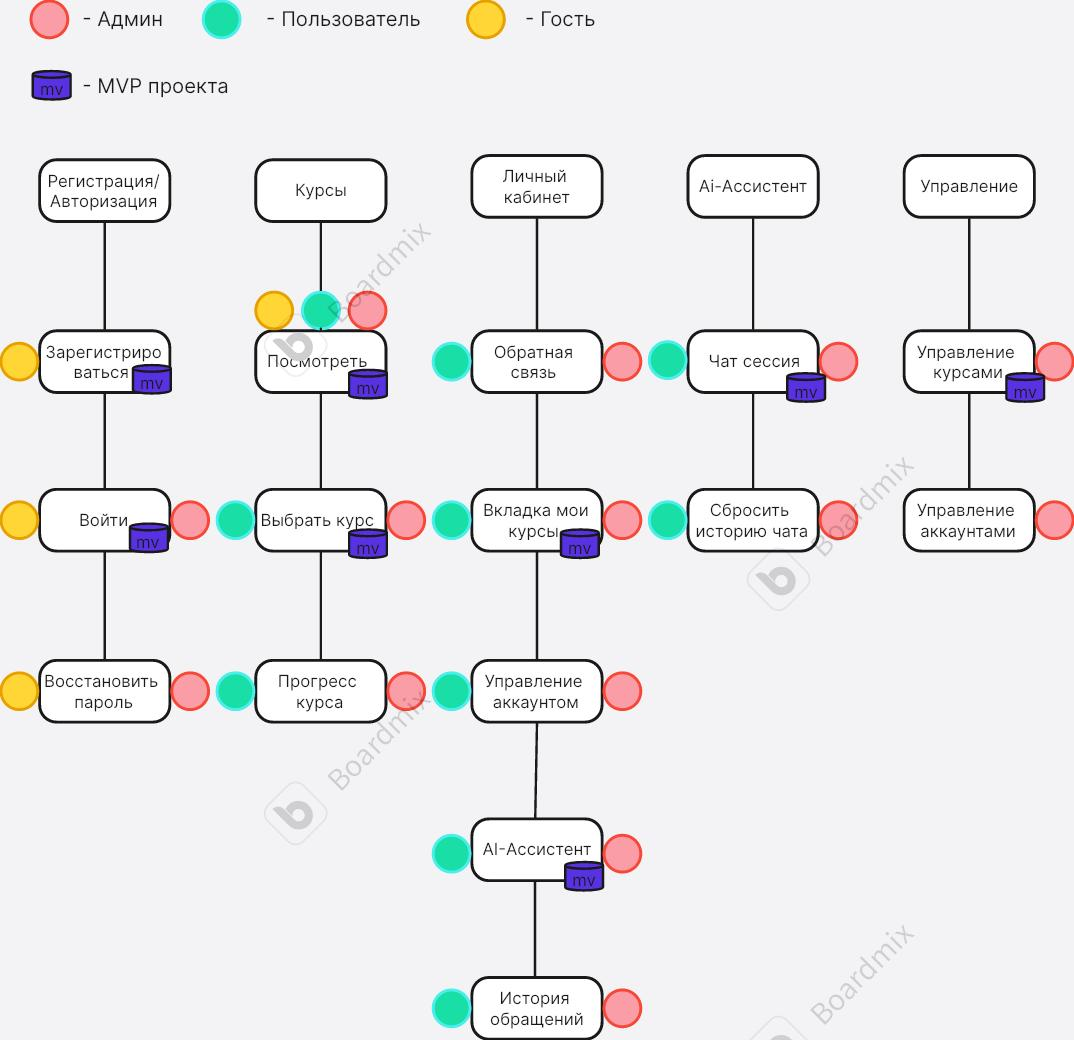 - Админ
- Пользователь
- Гость
mv
- MVP проекта
Регистрация/
Авторизация
Курсы
Личный
кабинет
Ai-Ассистент
Управление
Boardmix
Зарегистриро
ваться
mv
Посмотреть
mv
Обратная
связь
Чат сессия
mv
Управление
курсами
mv
Войти
mv
Выбрать курс
mv
Вкладка мои
курсы
mv
Сбросить
историю чата
Boardmix
Управление
аккаунтами
Восстановить
пароль
Прогресс
курса
Управление
аккаунтом
Boardmix
AI-Ассистент
mv
История
обращений
Boardmix